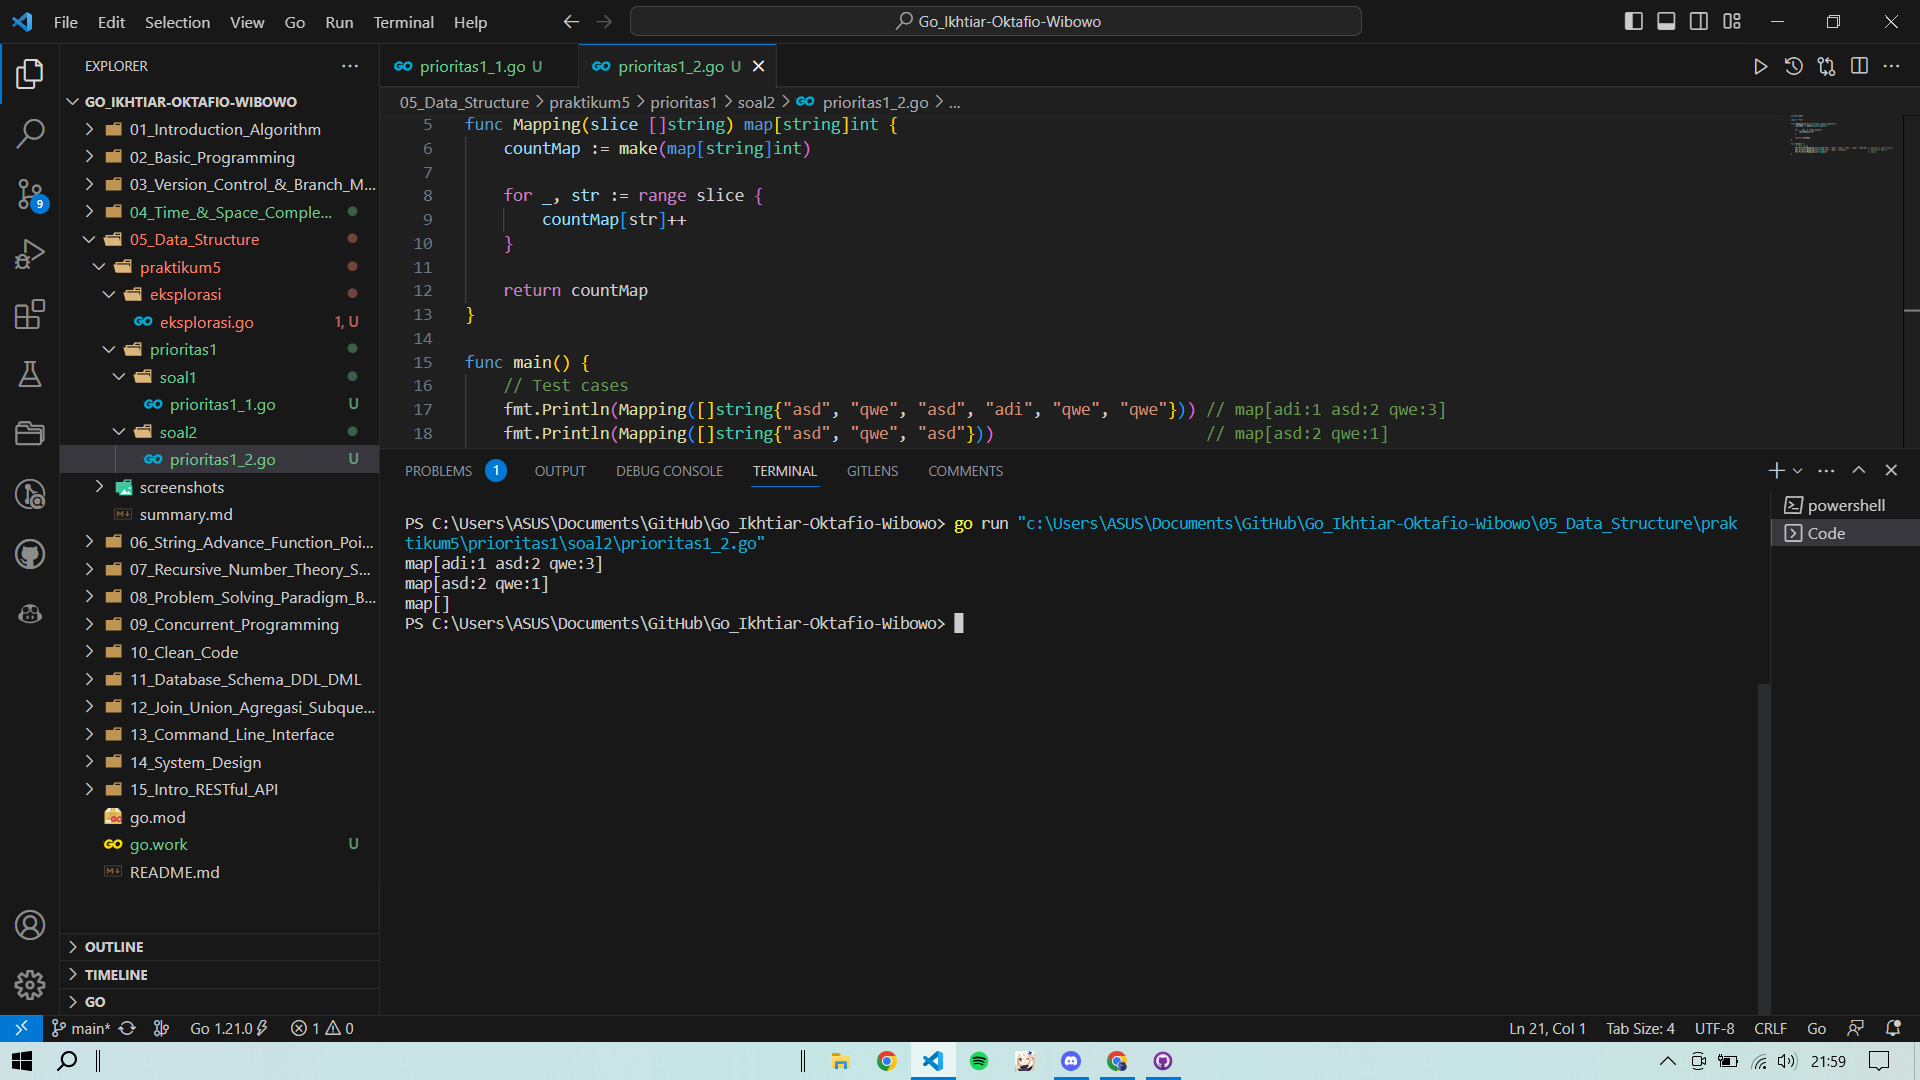 File Edit Selection View Go Run Terminal Help
Go_Ikhtiar-Oktafio-Wibowo
EXPLORER
GO_IKHTIAR-OKTAFIO-WIBOWO
01_Introduction_Algorithm
02_Basic_Programming
03_Version_Control_&_Branch_M...
04_Time_&_Space_Comple...
05_Data_Structure
praktikum5
eksplorasi
eksplorasi.go 1, U
prioritas1
soal1
prioritas1_1.go U
soal2
prioritas1_2.go U
screenshots
summary.md
06_String_Advance_Function_Poi...
07_Recursive_Number_Theory_S...
08_Problem_Solving_Paradigm_B...
09_Concurrent_Programming
10_Clean_Code
11_Database_Schema_DDL_DML
12_Join_Union_Agregasi_Subque...
13_Command_Line_Interface
14_System_Design
15_Intro_RESTful_API
go.mod
go.work U
README.md
OUTLINE
TIMELINE
GO
9
prioritas1_1.go U
prioritas1_2.go U
05_Data_Structure > praktikum5 > prioritas1 > soal2 > prioritas1_2.go > ...
5 func Mapping(slice []string) map[string]int {
6 countMap := make(map[string]int)
7
8 for _, str := range slice {
9 countMap[str]++
10 }
11
12 return countMap
13 }
14
15 func main() {
16 // Test cases
17 fmt.Println(Mapping([]string{"asd", "qwe", "asd", "adi", "qwe", "qwe"})) // map[adi:1 asd:2 qwe:3]
18 fmt.Println(Mapping([]string{"asd", "qwe", "asd"})) // map[asd:2 qwe:1]
PROBLEMS 1 OUTPUT DEBUG CONSOLE TERMINAL GITLENS COMMENTS
PS C:\Users\ASUS\Documents\GitHub\Go_Ikhtiar-Oktafio-Wibowo> go run "c:\Users\ASUS\Documents\GitHub\Go_Ikhtiar-Oktafio-Wibowo\05_Data_Structure\prak
tikum5\prioritas1\soal2\prioritas1_2.go"
map[adi:1 asd:2 qwe:3]
map[asd:2 qwe:1]
map[]
PS C:\Users\ASUS\Documents\GitHub\Go_Ikhtiar-Oktafio-Wibowo>
powershell
Code
main* Go 1.21.0 1 0
Ln 21, Col 1 Tab Size: 4 UTF-8 CRLF Go
21:59